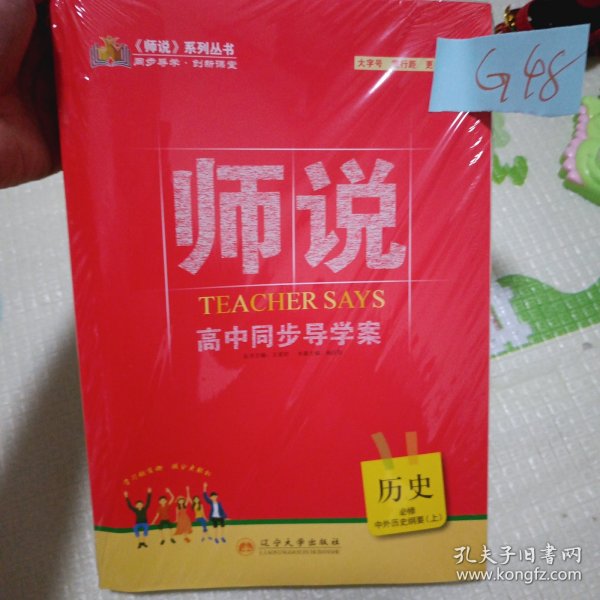 《师说》系列丛书
同步导学·创新课堂
大字号
G48
师说
TEACHER SAYS
高中同步导学案
历史
必修
中外历史纲要（上）
辽宁大学出版社
孔夫子旧书网
www.kongfz.com